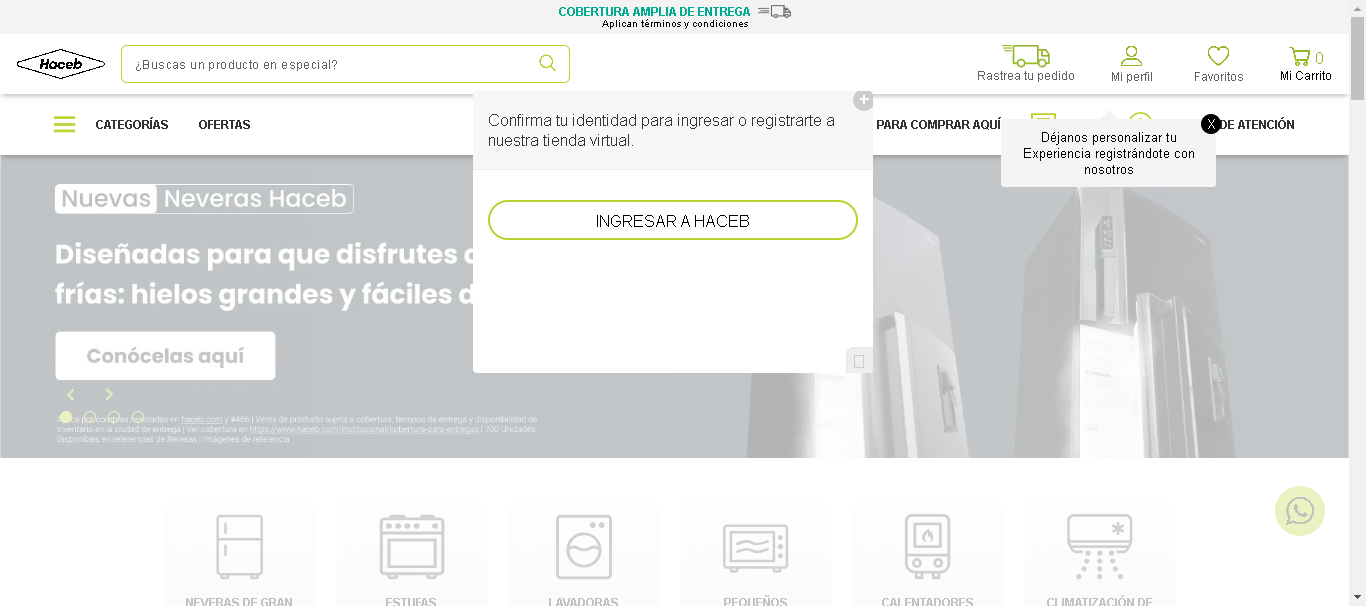 COBERTURA AMPLIA DE ENTREGA
Aplican términos y condiciones
Haceb
¿Buscas un producto en especial?
Rastrea tu pedido
Mi perfil
Favoritos
0
Mi Carrito
CATEGORÍAS
OFERTAS
PARA COMPRAR AQUÍ
DE ATENCIÓN
Confirma tu identidad para ingresar o registrarte a
nuestra tienda virtual.
INGRESAR A HACEB
X
Déjanos personalizar tu
Experiencia registrándote con
nosotros
Nuevas Neveras Haceb
Diseñadas para que disfrutes
frías: hielos grandes y fáciles
Conócelas aquí
por compras realizadas en haceb.com y #466 | Venta de producto sujeta a cobertura, tiempos de entrega y disponibilidad de
inventario en la ciudad de entrega | Ver cobertura en https://www.haceb.com/institucional/cobertura-para-entregas | 700 Unidades
Disponibles en referencias de Neveras | Imágenes de referencia
NEVERAS DE GRAN
ESTUFAS
LAVADORAS
PEQUEÑOS
CALENTADORES
CLIMATIZACIÓN DE